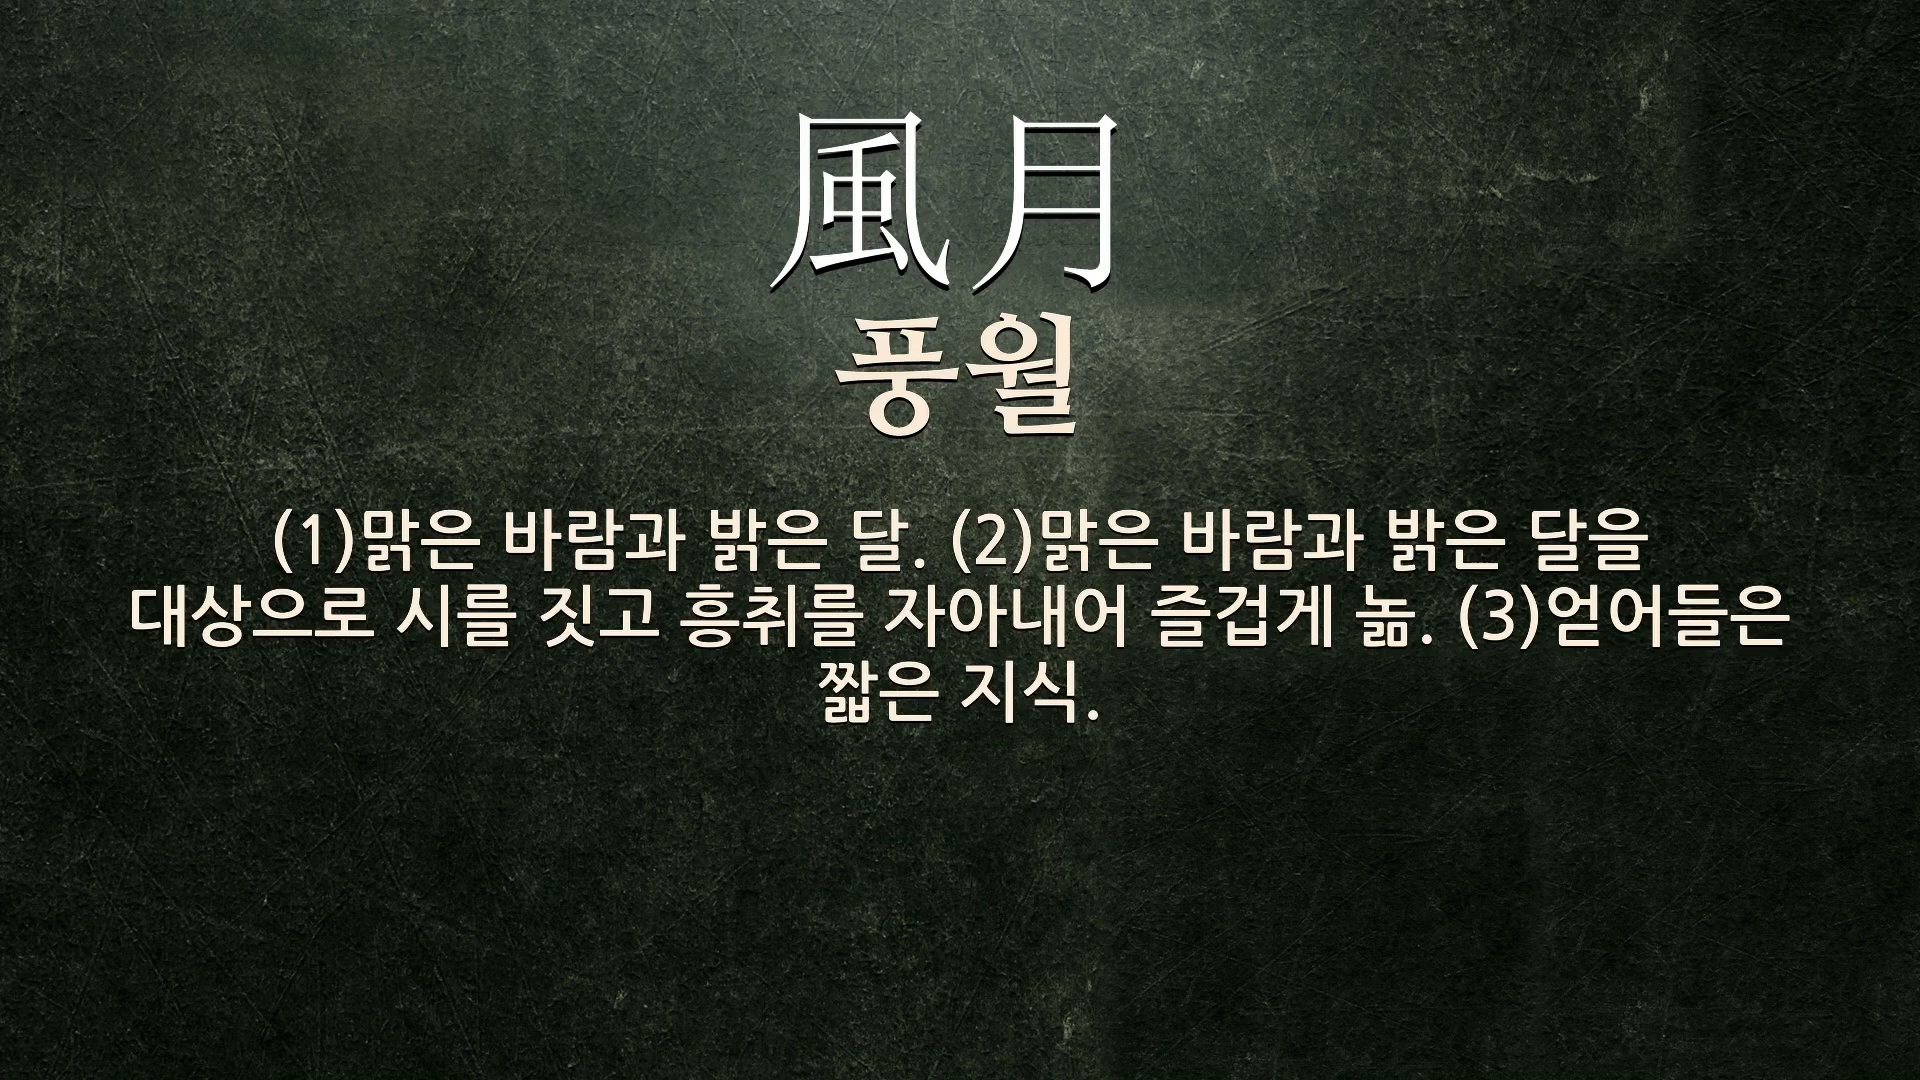 風月
풍월
(1)맑은 바람과 밝은 달. (2)맑은 바람과 밝은 달을
대상으로 시를 짓고 흥취를 자아내어 즐겁게 놂. (3)얻어들은
짧은 지식.